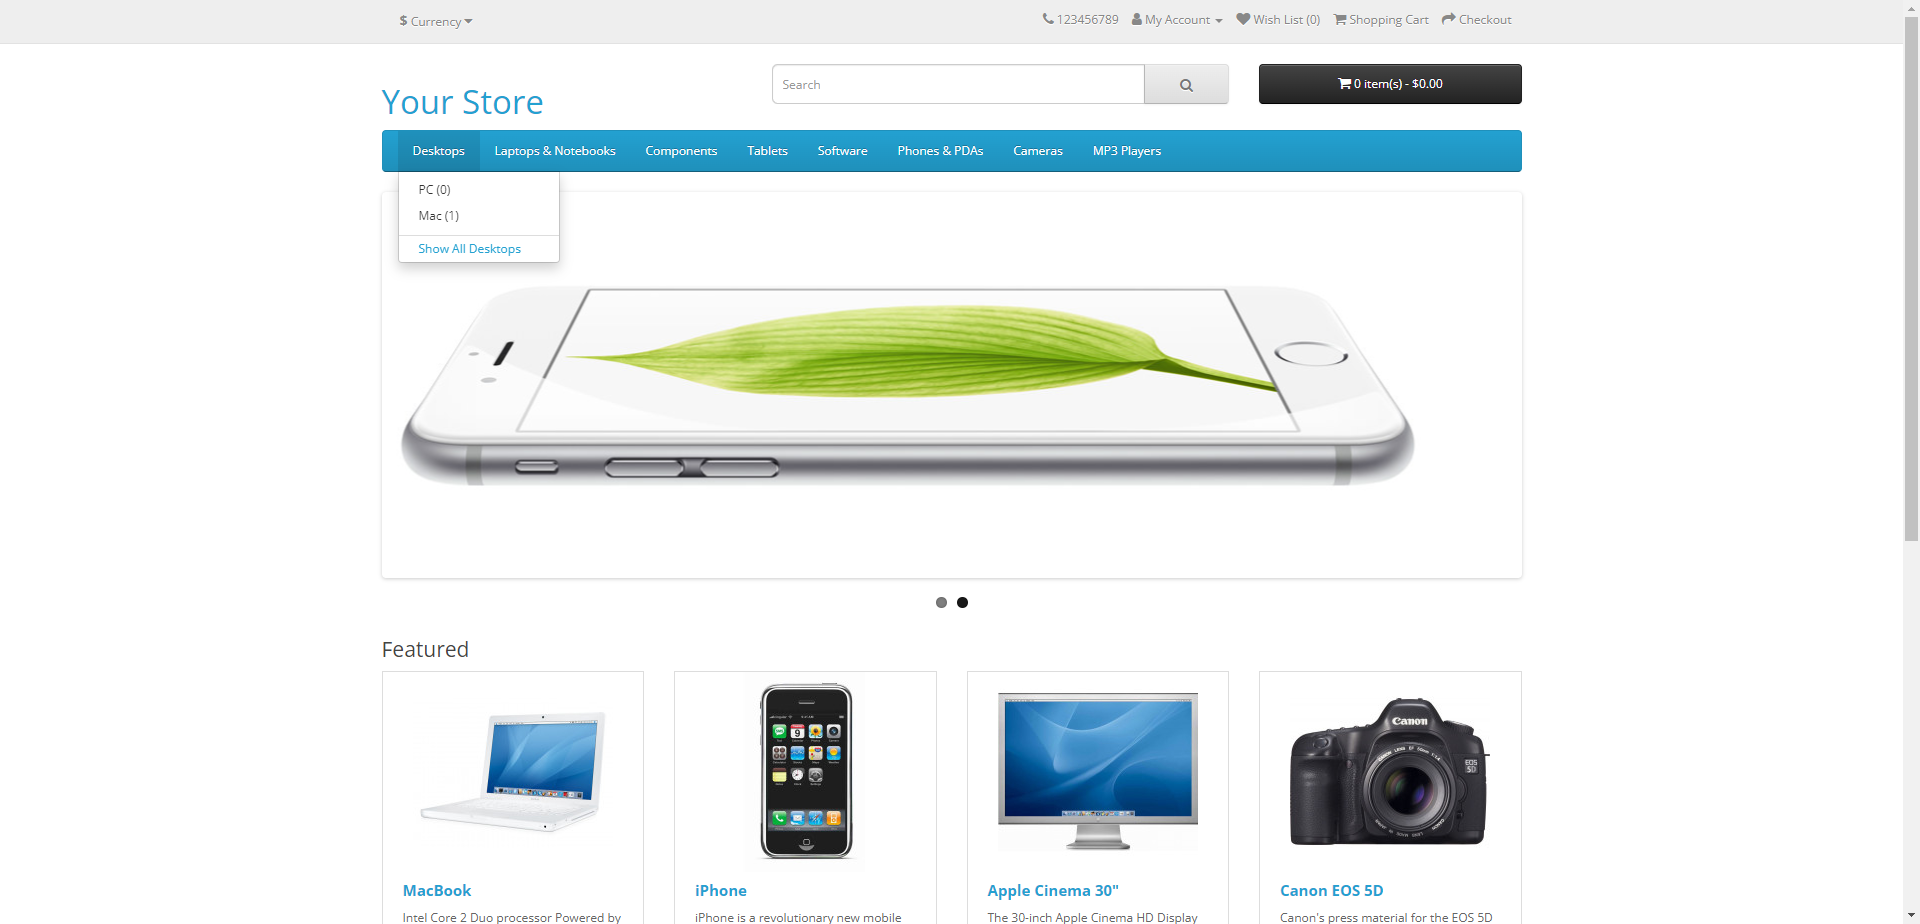 $ Currency
123456789 My Account Wish List (0) Shopping Cart Checkout
Your Store
Search
0 item(s) - $0.00
Desktops Laptops & Notebooks Components Tablets Software Phones & PDAs Cameras MP3 Players
PC (0)
Mac (1)
Show All Desktops
Featured
Canon
EOS
5D
MacBook
Intel Core 2 Duo processor Powered by
iPhone
iPhone is a revolutionary new mobile
Apple Cinema 30"
The 30-inch Apple Cinema HD Display
Canon EOS 5D
Canon's press material for the EOS 5D